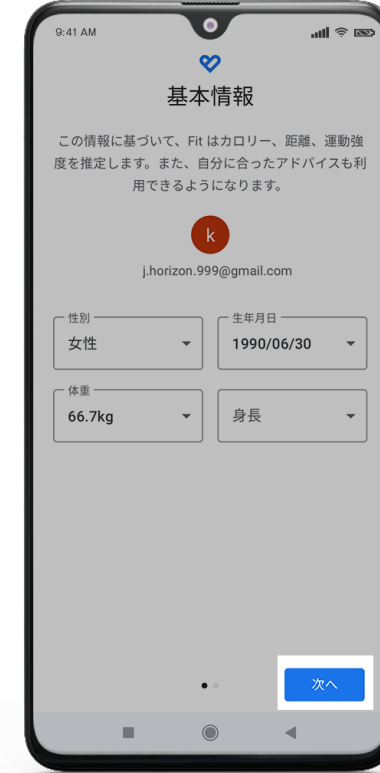 9:41 AM
基本情報
この情報に基づいて、Fit はカロリー、距離、運動強
度を推定します。また、自分に合ったアドバイスも利
用できるようになります。
k
j.horizon.999@gmail.com
性別
女性
生年月日
1990/06/30
体重
66.7kg
身長
次へ